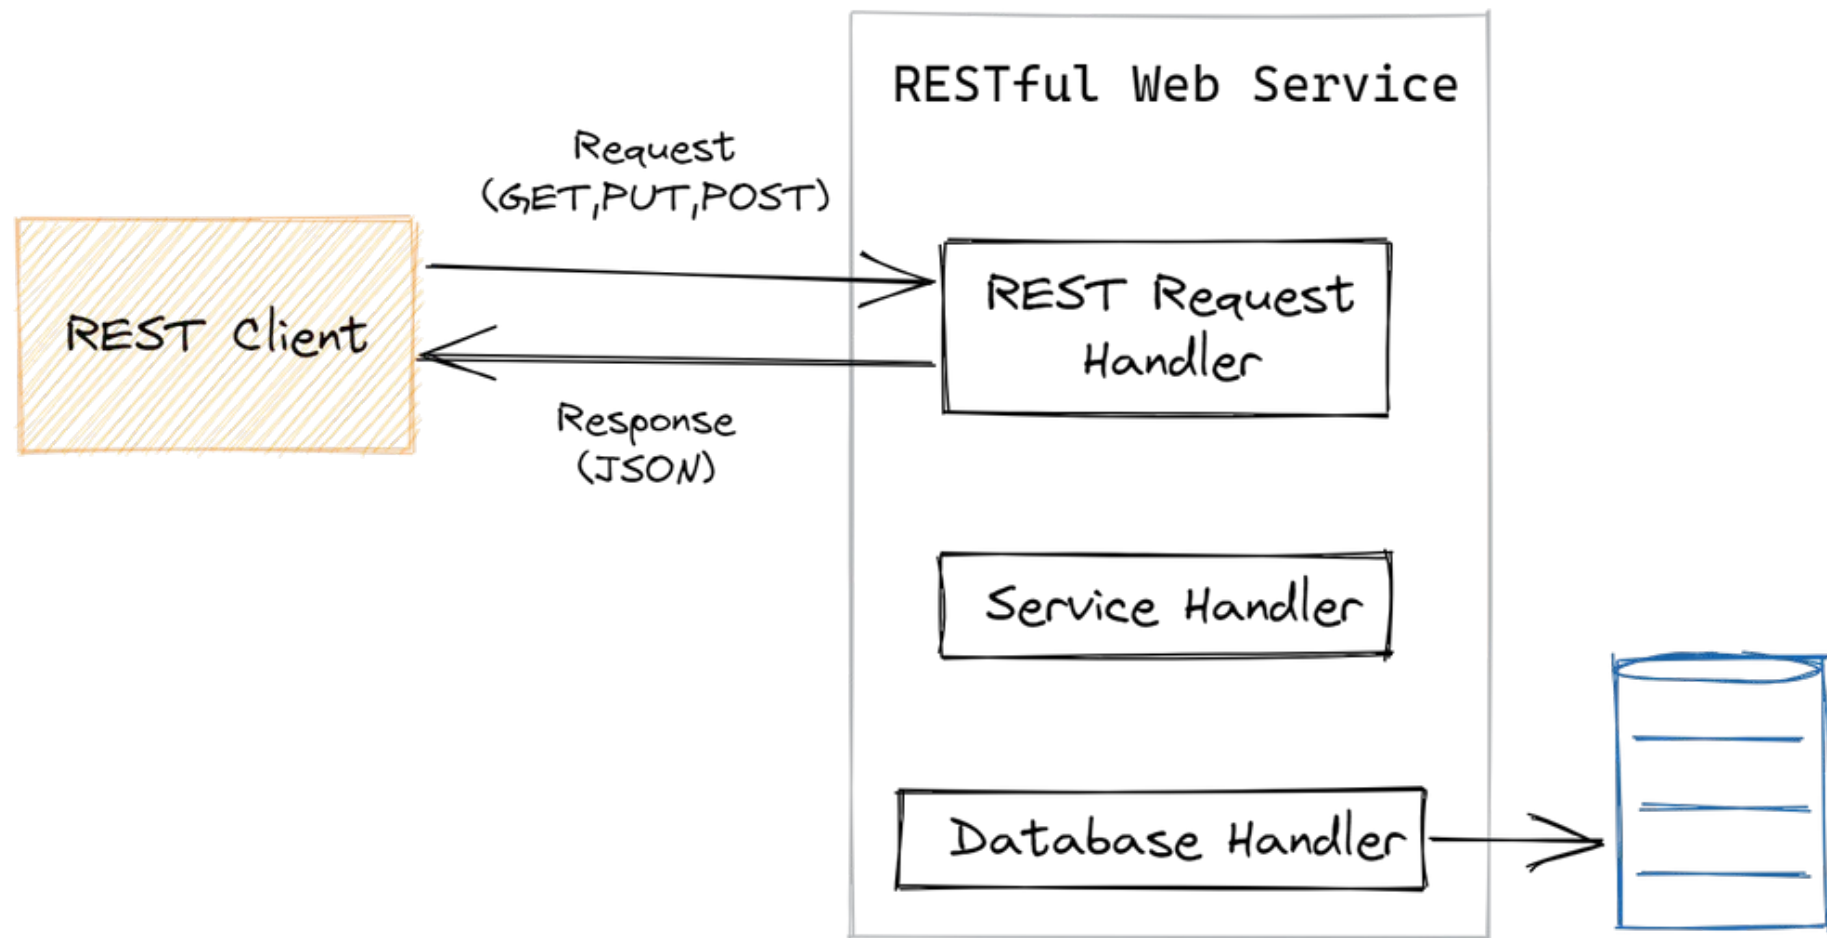 RESTful Web Service
Request
(GET,PUT,POST)
REST Client
REST Request
Handler
Response
(JSON)
Service Handler
Database Handler